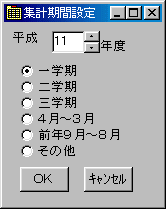 集計期間設定
平成 11 年度
一学期
二学期
三学期
４月～３月
前年９月～８月
その他
OK ｷｬﾝｾﾙ